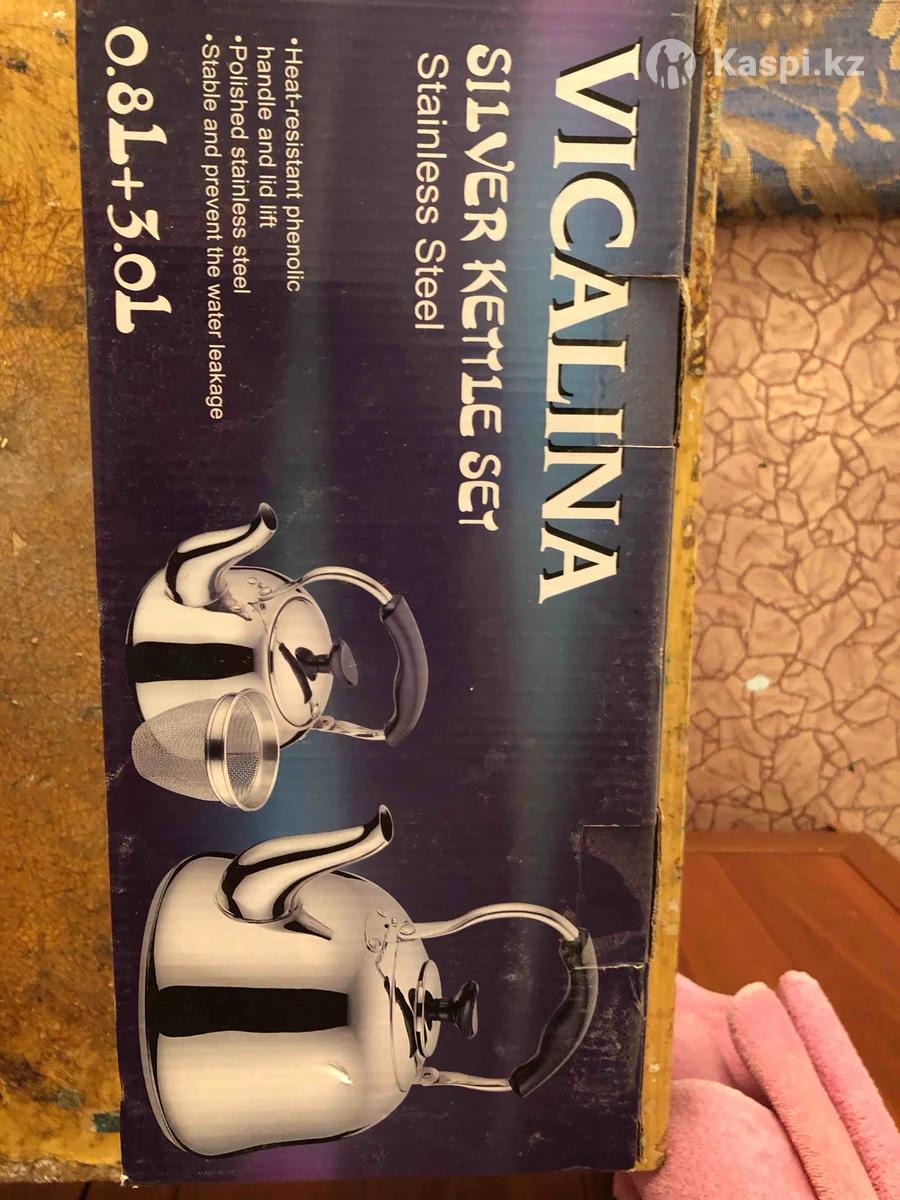 Kaspi.kz
VICALINA
SILVER KETTLE SET
Stainless Steel
•Heat-resistant phenolic
handle and lid lift
•Polished stainless steel
•Stable and prevent the water leakage
0.8L+3.0L